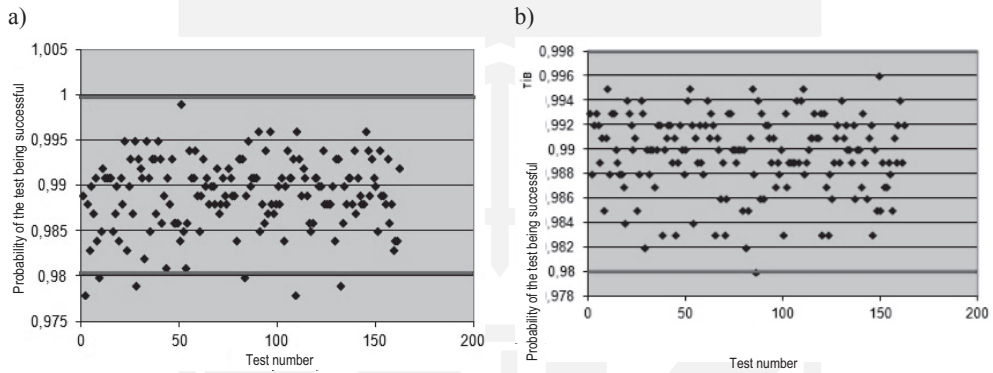 a)
Probability of the test being successful
1,005
1
0,995
0,99
0,985
0,98
0,975
0 50 100 150 200
Test number
b)
Probability of the test being successful
тів
0,998
0,996
0,994
0,992
0,99
0,988
0,986
0,984
0,982
0,98
0,978
0 50 100 150 200
Test number